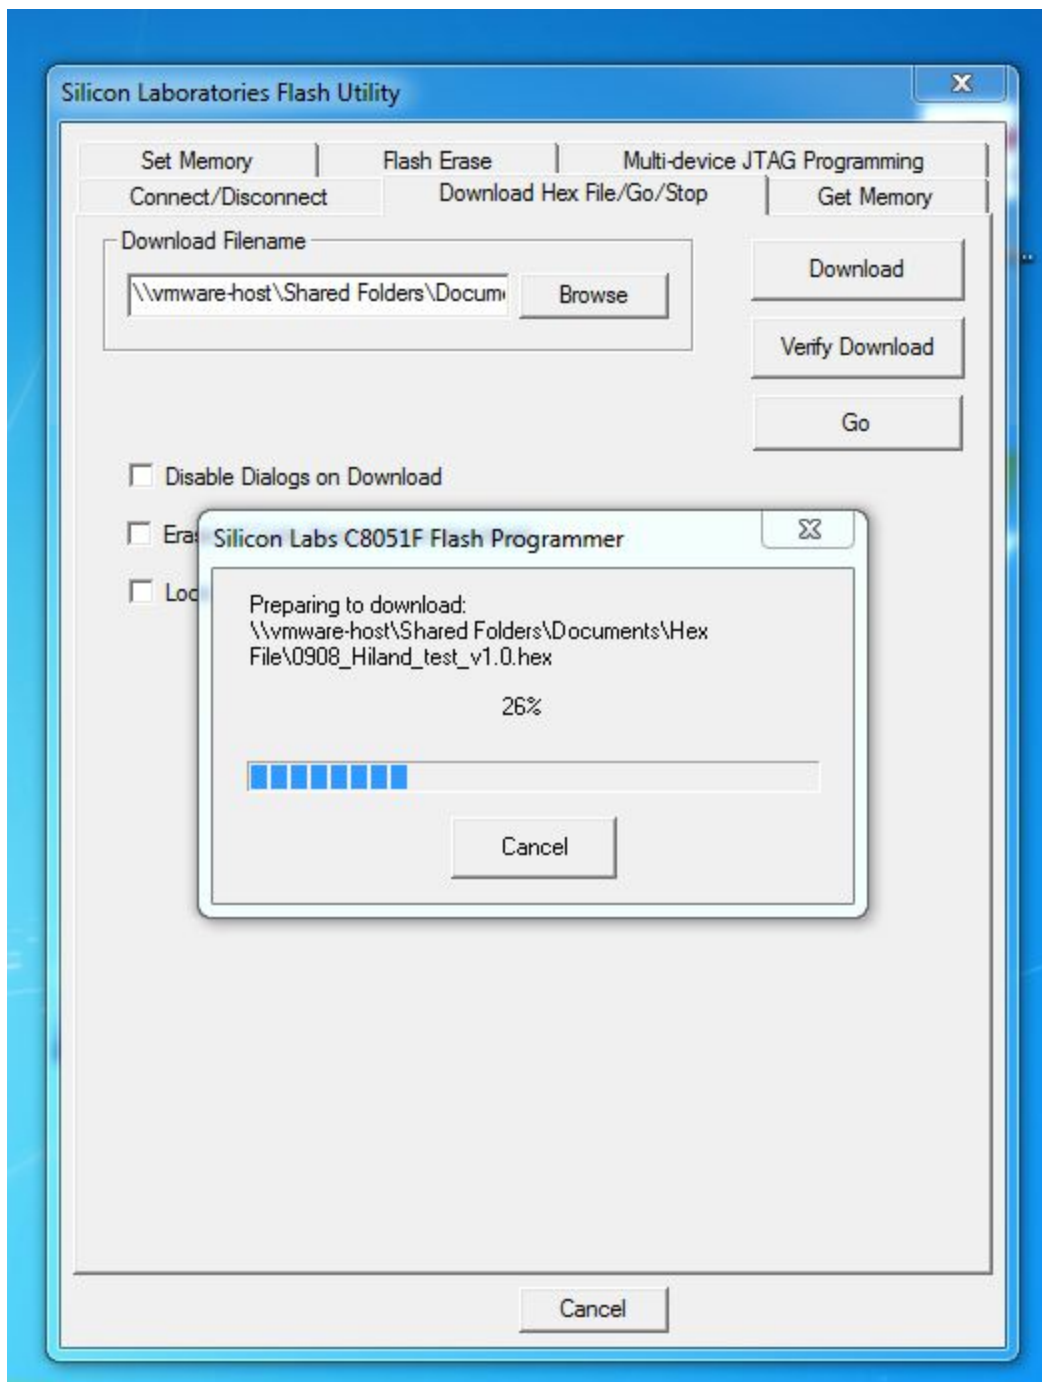 Silicon Laboratories Flash Utility
Set Memory
Flash Erase
Multi-device JTAG Programming
Connect/Disconnect
Download Hex File/Go/Stop
Get Memory
Download Filename
\\vmware-host\Shared Folders\Docum
Browse
Download
Verify Download
Go
Disable Dialogs on Download
Eras
Loc
Silicon Labs C8051F Flash Programmer
Preparing to download:
\\vmware-host\Shared Folders\Documents\Hex
File\0908_Hiland_test_v1.0.hex
26%
Cancel
Cancel